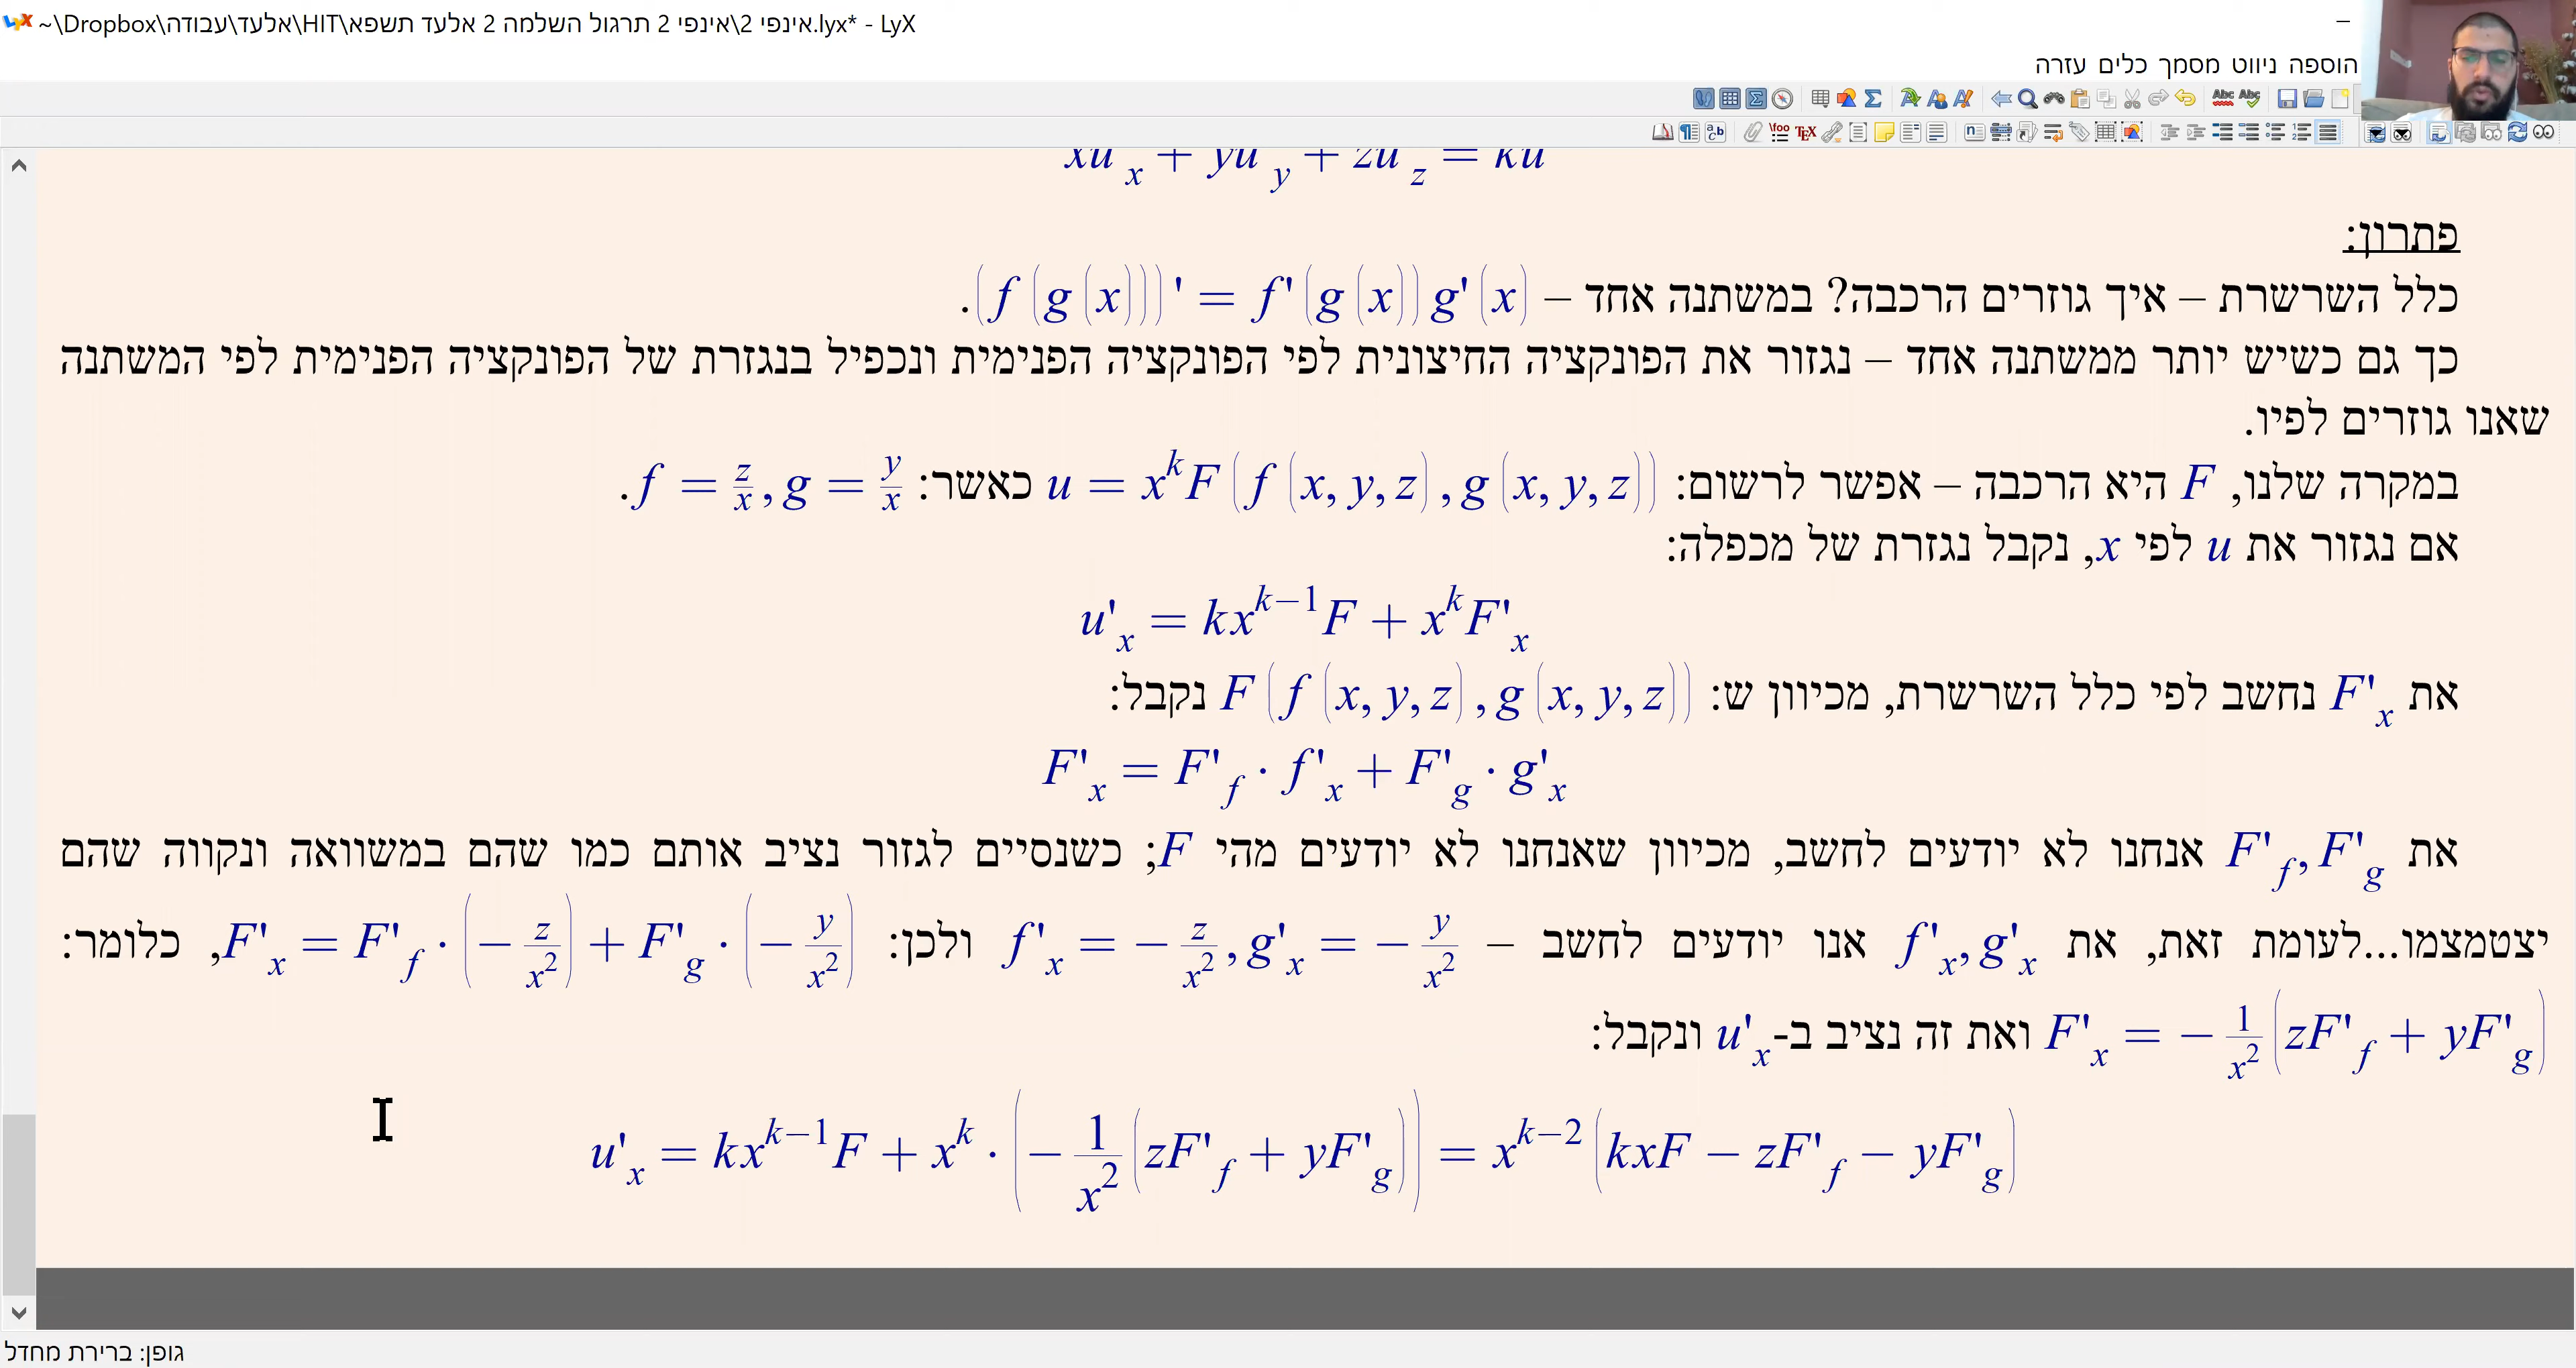 ~\Dropbox\אלעד\עבודה\HIT\אינפי 2\אינפי 2 תרגול השלמה 2 אלעד תשפא.lyx* - LyX
הוספה ניווט מסמך כלים עזרה
xu'_x + yu'_y + zu'_z = ku
פתרון:
כלל השרשרת – איך גוזרים הרכבה? במשתנה אחד – (f(g(x)))' = f'(g(x))g'(x).
כך גם כשיש יותר ממשתנה אחד – נגזור את הפונקציה החיצונית לפי הפונקציה הפנימית ונכפיל בנגזרת של הפונקציה הפנימית לפי המשתנה
שאנו גוזרים לפיו.
במקרה שלנו, F היא הרכבה – אפשר לרשום: u = x^k F(f(x,y,z),g(x,y,z)) כאשר: f = z/x, g = y/x.
אם נגזור את u לפי x, נקבל נגזרת של מכפלה:
u'_x = kx^{k-1}F + x^k F'_x
את F'_x נחשב לפי כלל השרשרת, מכיוון ש: F(f(x,y,z),g(x,y,z)) נקבל:
F'_x = F'_f · f'_x + F'_g · g'_x
את F'_f, F'_g אנחנו לא יודעים לחשב, מכיוון שאנחנו לא יודעים מהי F; כשנסיים לגזור נציב אותם כמו שהם במשוואה ונקווה שהם
יצטמצמו...לעומת זאת, את f'_x, g'_x אנו יודעים לחשב – f'_x = -z/x^2, g'_x = -y/x^2 ולכן: F'_x = F'_f · (-z/x^2) + F'_g · (-y/x^2), כלומר:
F'_x = -1/x^2 (zF'_f + yF'_g) ואת זה נציב ב-u'_x ונקבל:
u'_x = kx^{k-1}F + x^k · (-1/x^2 (zF'_f + yF'_g)) = x^{k-2}(kxF - zF'_f - yF'_g)
גופן: ברירת מחדל